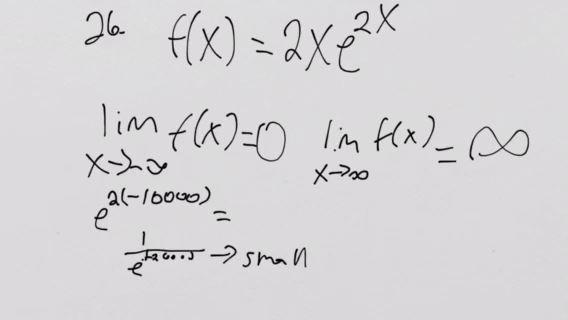 26. f(x) = 2xe^{2x}
lim x→-∞ f(x) = 0 lim x→∞ f(x) = ∞
e^{2(-10000)} =
1 → small